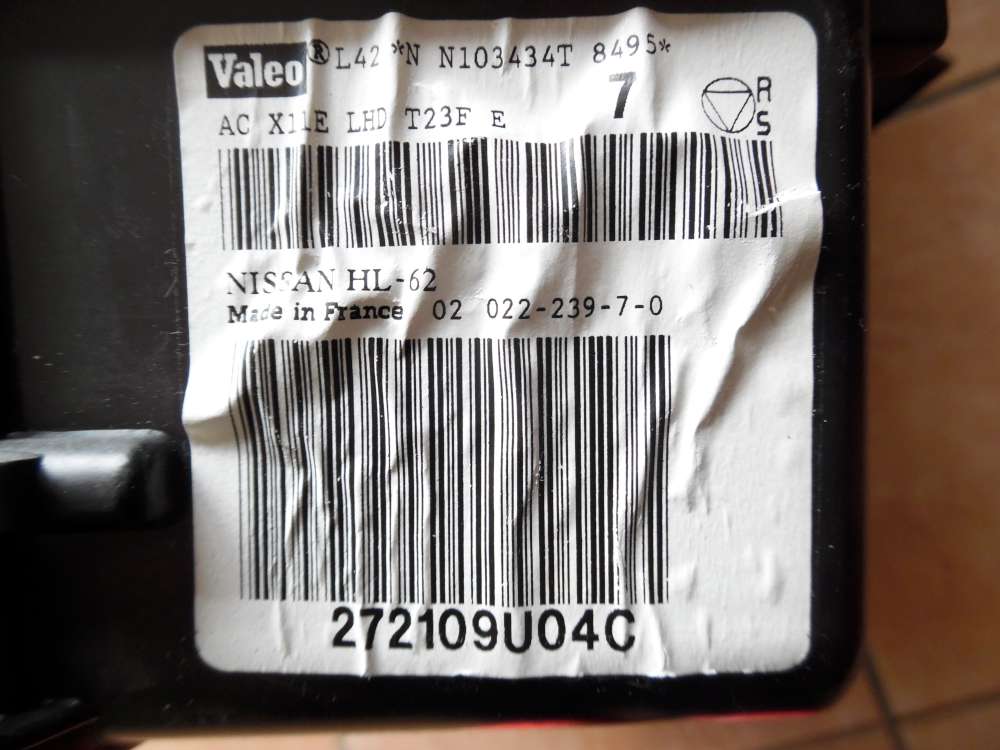 Valeo® L42 *N N103434T 8495*
AC X11E LHD T23F E 7 RS
NISSAN HL-62
Made in France 02 022-239-7-0
272109U04C